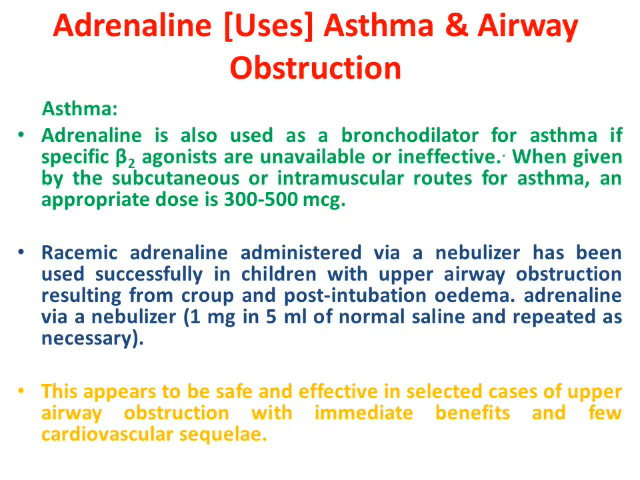 Adrenaline [Uses] Asthma & Airway
Obstruction
Asthma:
• Adrenaline is also used as a bronchodilator for asthma if
specific β₂ agonists are unavailable or ineffective.. When given
by the subcutaneous or intramuscular routes for asthma, an
appropriate dose is 300-500 mcg.
• Racemic adrenaline administered via a nebulizer has been
used successfully in children with upper airway obstruction
resulting from croup and post-intubation oedema. adrenaline
via a nebulizer (1 mg in 5 ml of normal saline and repeated as
necessary).
• This appears to be safe and effective in selected cases of upper
airway obstruction with immediate benefits and few
cardiovascular sequelae.